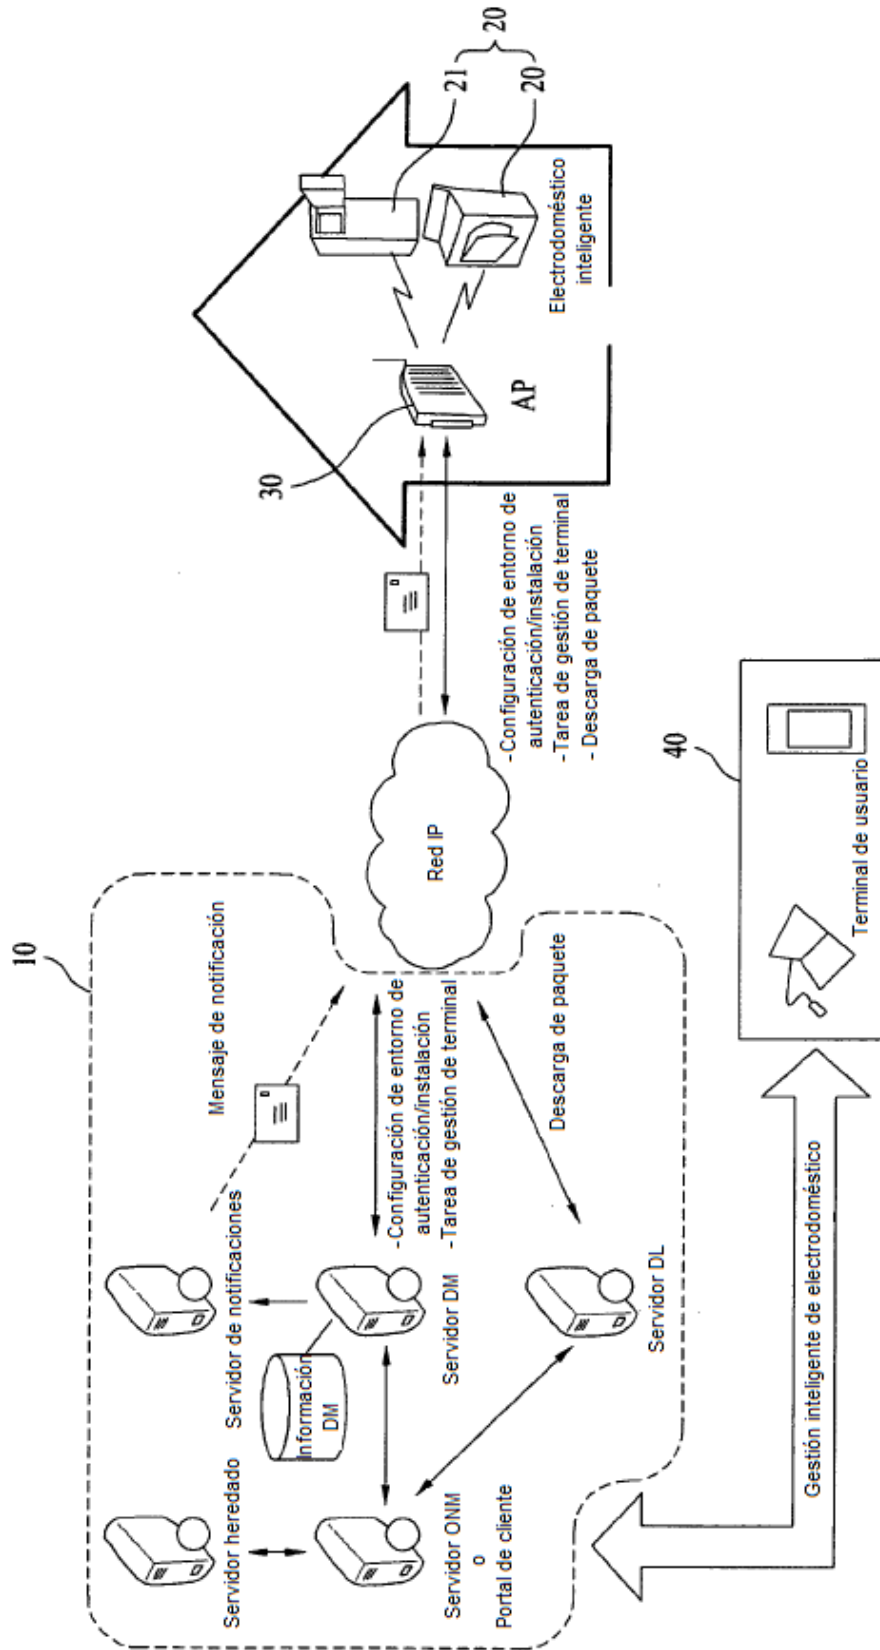 10
Servidor heredado
Servidor de notificaciones
Mensaje de notificación
Información
DM
Servidor ONM
o
Portal de cliente
Servidor DM
- Configuración de entorno de
autenticación/instalación
- Tarea de gestión de terminal
Servidor DL
Descarga de paquete
Red IP
- Configuración de entorno de
autenticación/instalación
- Tarea de gestión de terminal
- Descarga de paquete
30
AP
21
20
20
Electrodoméstico
inteligente
40
Terminal de usuario
Gestión inteligente de electrodoméstico